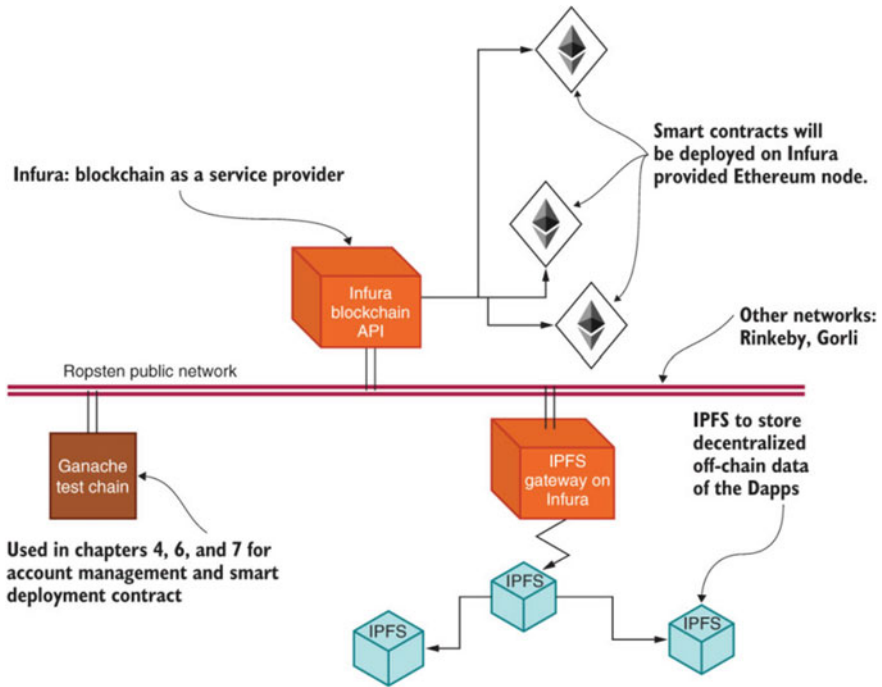 Smart contracts will
be deployed on Infura
provided Ethereum node.
Infura: blockchain as a service provider
Infura
blockchain
API
Other networks:
Rinkeby, Gorli
Ropsten public network
Ganache
test chain
IPFS
gateway on
Infura
IPFS to store
decentralized
off-chain data
of the Dapps
Used in chapters 4, 6, and 7 for
account management and smart
deployment contract
IPFS
IPFS
IPFS